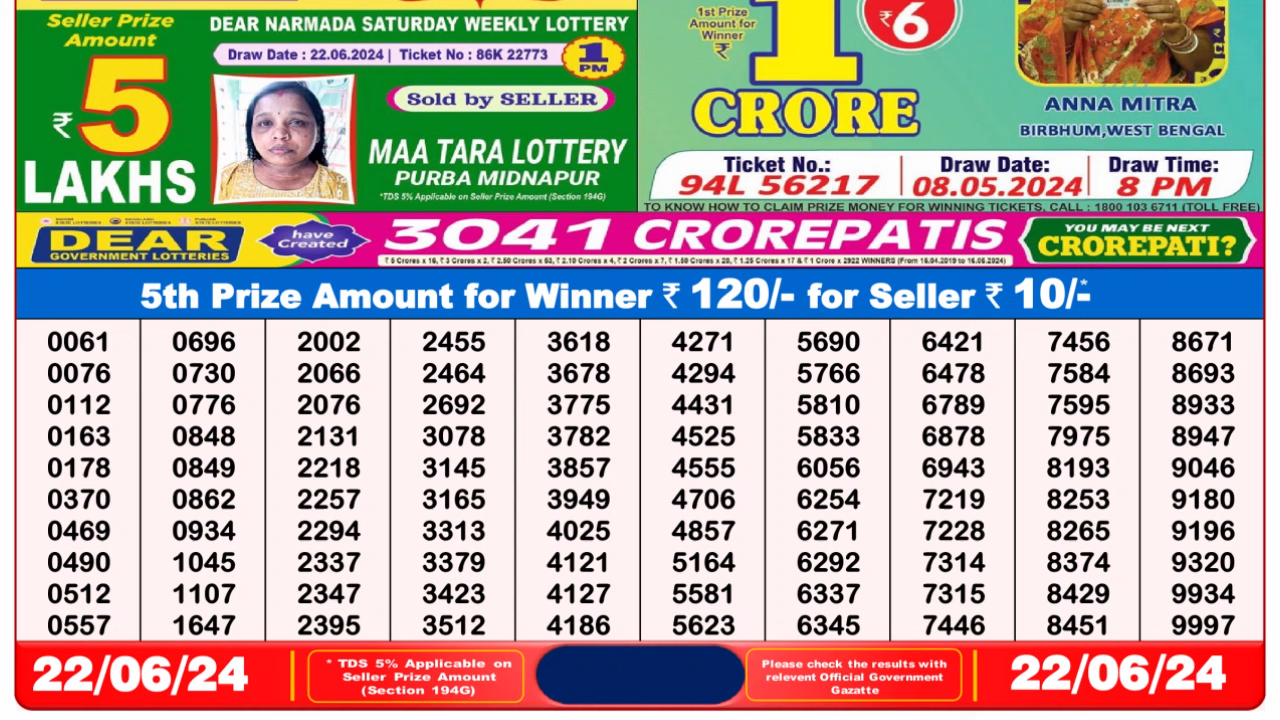 Seller Prize
Amount
₹ 5
LAKHS
DEAR NARMADA SATURDAY WEEKLY LOTTERY
Draw Date : 22.06.2024 | Ticket No : 86K 22773
1
PM
Sold by SELLER
MAA TARA LOTTERY
PURBA MIDNAPUR
*TDS 5% Applicable on Seller Prize Amount (Section 194G)
1st Prize
Amount for
Winner
₹
1
CRORE
₹6
ANNA MITRA
BIRBHUM,WEST BENGAL
Ticket No.: Draw Date: Draw Time:
94L 56217 08.05.2024 8 PM
TO KNOW HOW TO CLAIM PRIZE MONEY FOR WINNING TICKETS, CALL : 1800 103 6711 (TOLL FREE)
DEAR
GOVERNMENT LOTTERIES
have
Created
3041 CROREPATIS
YOU MAY BE NEXT
CROREPATI?
5th Prize Amount for Winner ₹ 120/- for Seller ₹ 10/-*
0061 0696 2002 2455 3618 4271 5690 6421 7456 8671
0076 0730 2066 2464 3678 4294 5766 6478 7584 8693
0112 0776 2076 2692 3775 4431 5810 6789 7595 8933
0163 0848 2131 3078 3782 4525 5833 6878 7975 8947
0178 0849 2218 3145 3857 4555 6056 6943 8193 9046
0370 0862 2257 3165 3949 4706 6254 7219 8253 9180
0469 0934 2294 3313 4025 4857 6271 7228 8265 9196
0490 1045 2337 3379 4121 5164 6292 7314 8374 9320
0512 1107 2347 3423 4127 5581 6337 7315 8429 9934
0557 1647 2395 3512 4186 5623 6345 7446 8451 9997
22/06/24
* TDS 5% Applicable on
Seller Prize Amount
(Section 194G)
Please check the results with
relevent Official Government
Gazatte
22/06/24